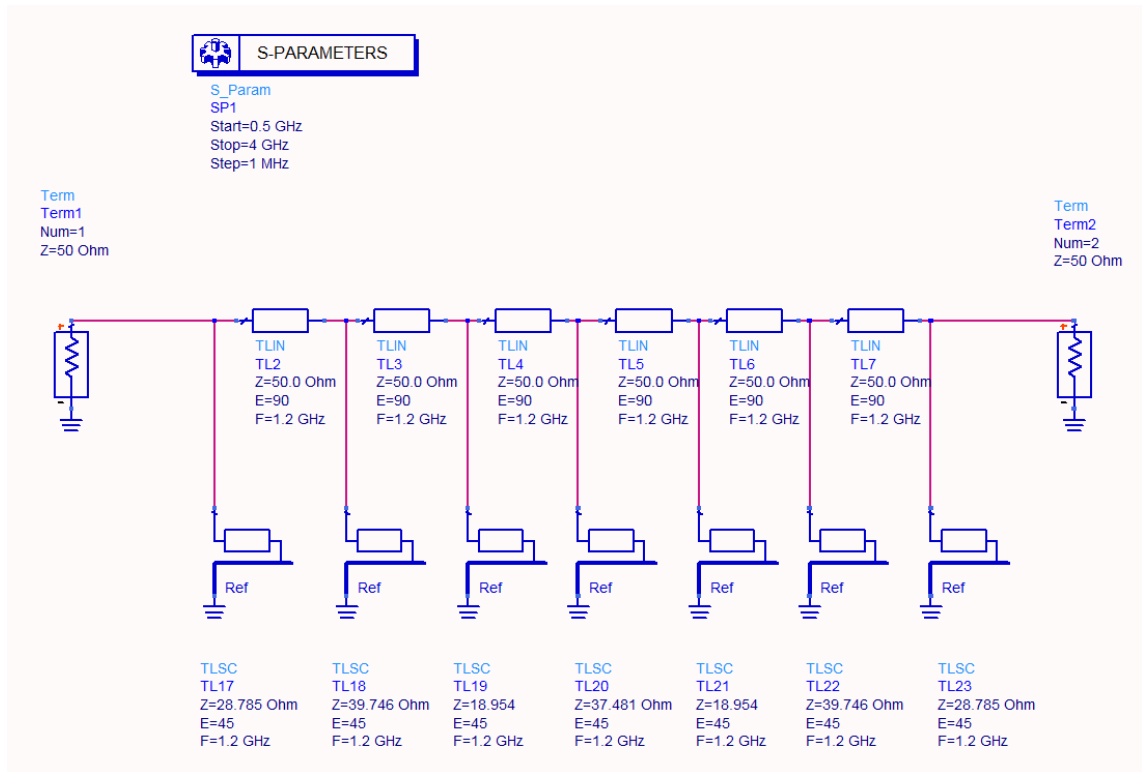 S-PARAMETERS
S_Param
SP1
Start=0.5 GHz
Stop=4 GHz
Step=1 MHz
Term
Term1
Num=1
Z=50 Ohm
Term
Term2
Num=2
Z=50 Ohm
+
-
+
-
TLIN
TL2
Z=50.0 Ohm
E=90
F=1.2 GHz
TLIN
TL3
Z=50.0 Ohm
E=90
F=1.2 GHz
TLIN
TL4
Z=50.0 Ohm
E=90
F=1.2 GHz
TLIN
TL5
Z=50.0 Ohm
E=90
F=1.2 GHz
TLIN
TL6
Z=50.0 Ohm
E=90
F=1.2 GHz
TLIN
TL7
Z=50.0 Ohm
E=90
F=1.2 GHz
Ref
Ref
Ref
Ref
Ref
Ref
Ref
TLSC
TL17
Z=28.785 Ohm
E=45
F=1.2 GHz
TLSC
TL18
Z=39.746 Ohm
E=45
F=1.2 GHz
TLSC
TL19
Z=18.954
E=45
F=1.2 GHz
TLSC
TL20
Z=37.481 Ohm
E=45
F=1.2 GHz
TLSC
TL21
Z=18.954
E=45
F=1.2 GHz
TLSC
TL22
Z=39.746 Ohm
E=45
F=1.2 GHz
TLSC
TL23
Z=28.785 Ohm
E=45
F=1.2 GHz